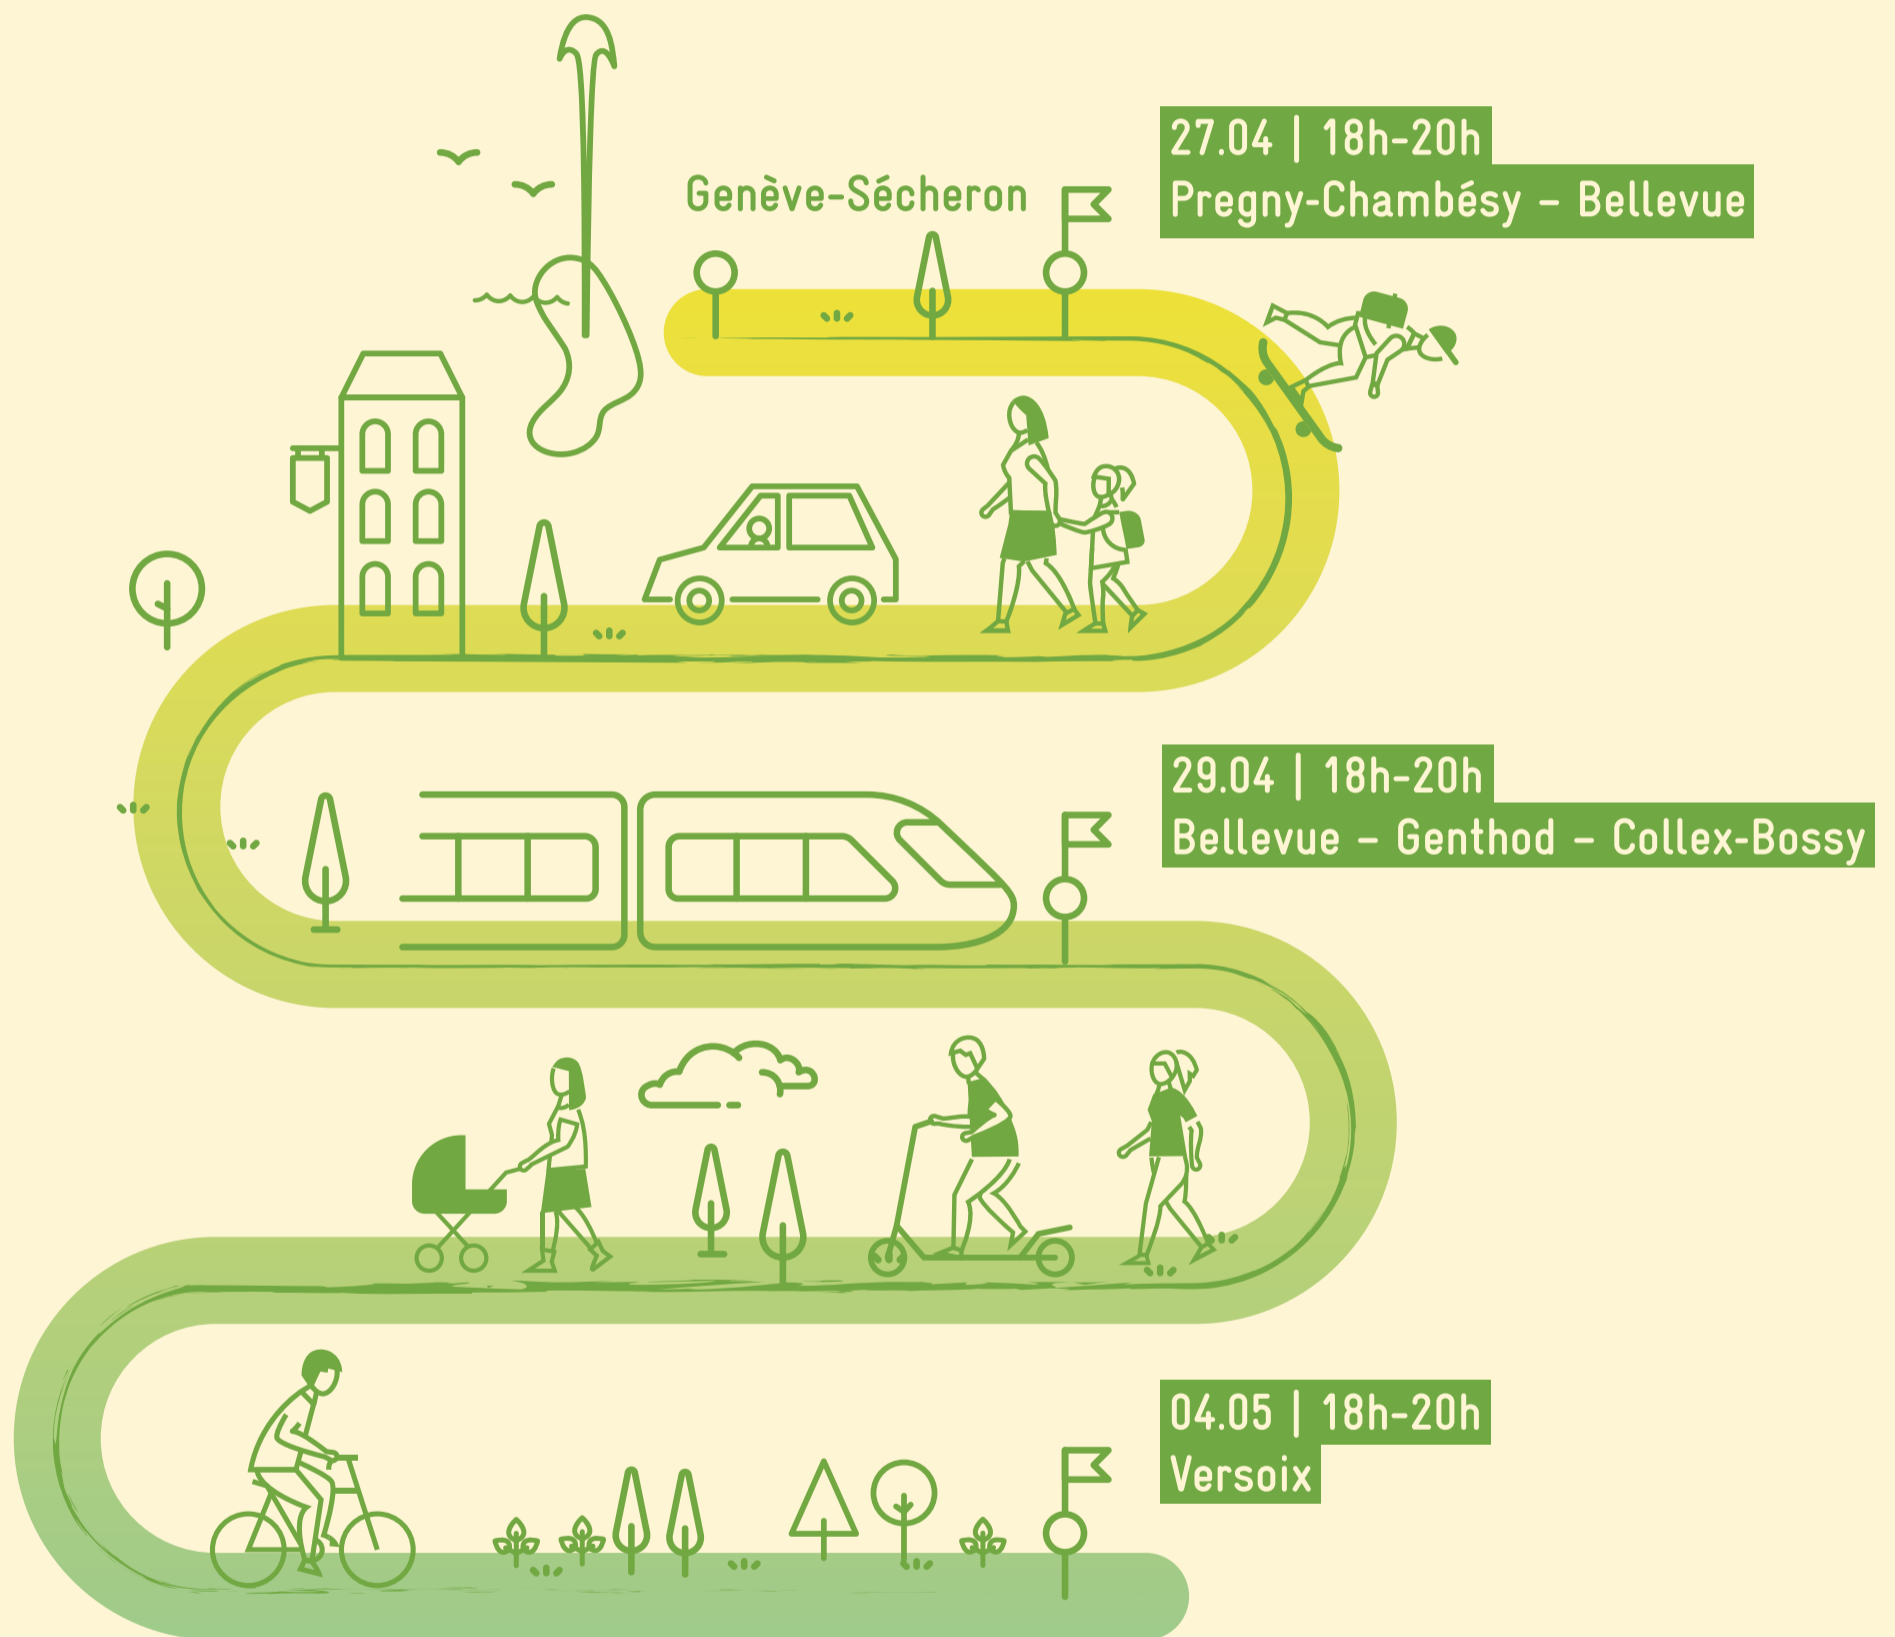 27.04 | 18h-20h
Genève-Sécheron
Pregny-Chambésy – Bellevue
29.04 | 18h-20h
Bellevue – Genthod – Collex-Bossy
04.05 | 18h-20h
Versoix